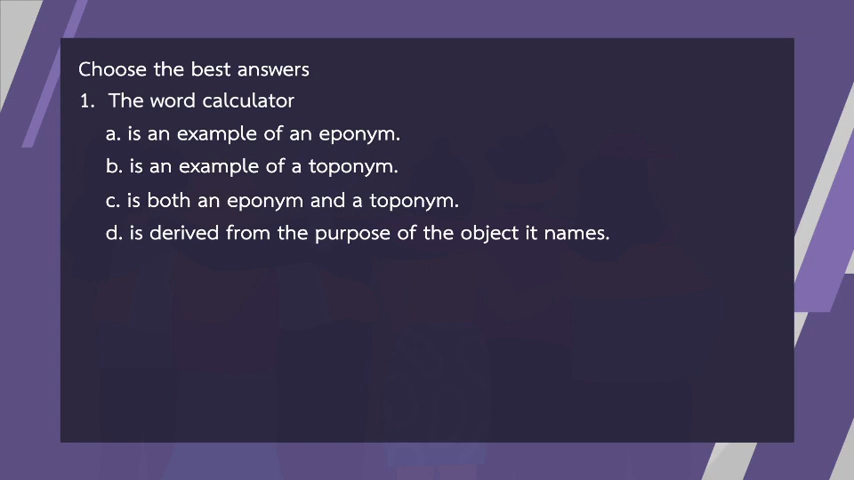 Choose the best answers
1. The word calculator
a. is an example of an eponym.
b. is an example of a toponym.
c. is both an eponym and a toponym.
d. is derived from the purpose of the object it names.